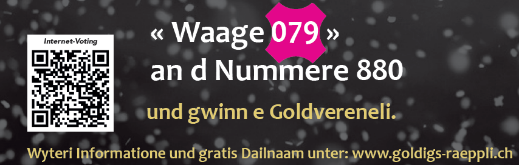 Internet-Voting
« Waage 079 »
an d Nummere 880
und gwinn e Goldvereneli.
Wyteri Informatione und gratis Dailnaam unter: www.goldigs-raeppli.ch